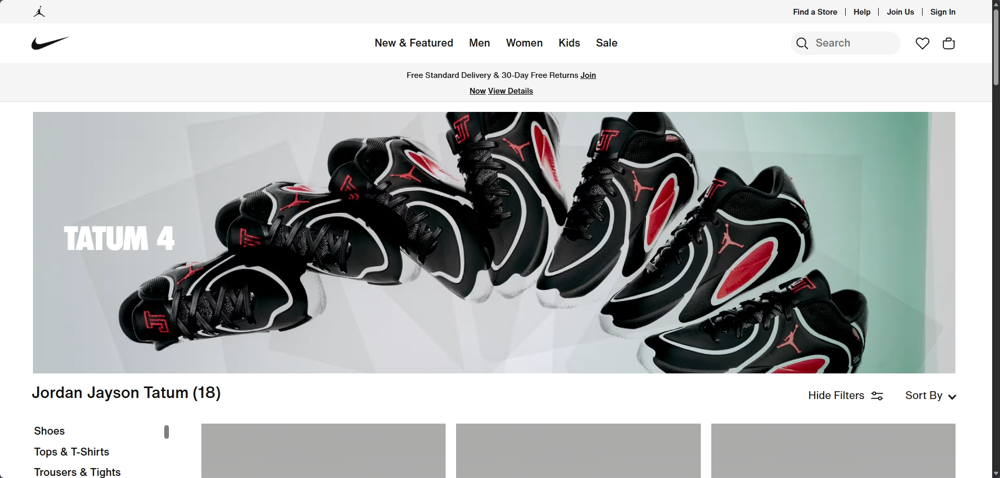 Find a Store
Help
Join Us
Sign In
New & Featured
Men
Women
Kids
Sale
Search
Free Standard Delivery & 30-Day Free Returns Join
Now View Details
TATUM 4
Jordan Jayson Tatum (18)
Hide Filters
Sort By
Shoes
Tops & T-Shirts
Trousers & Tights